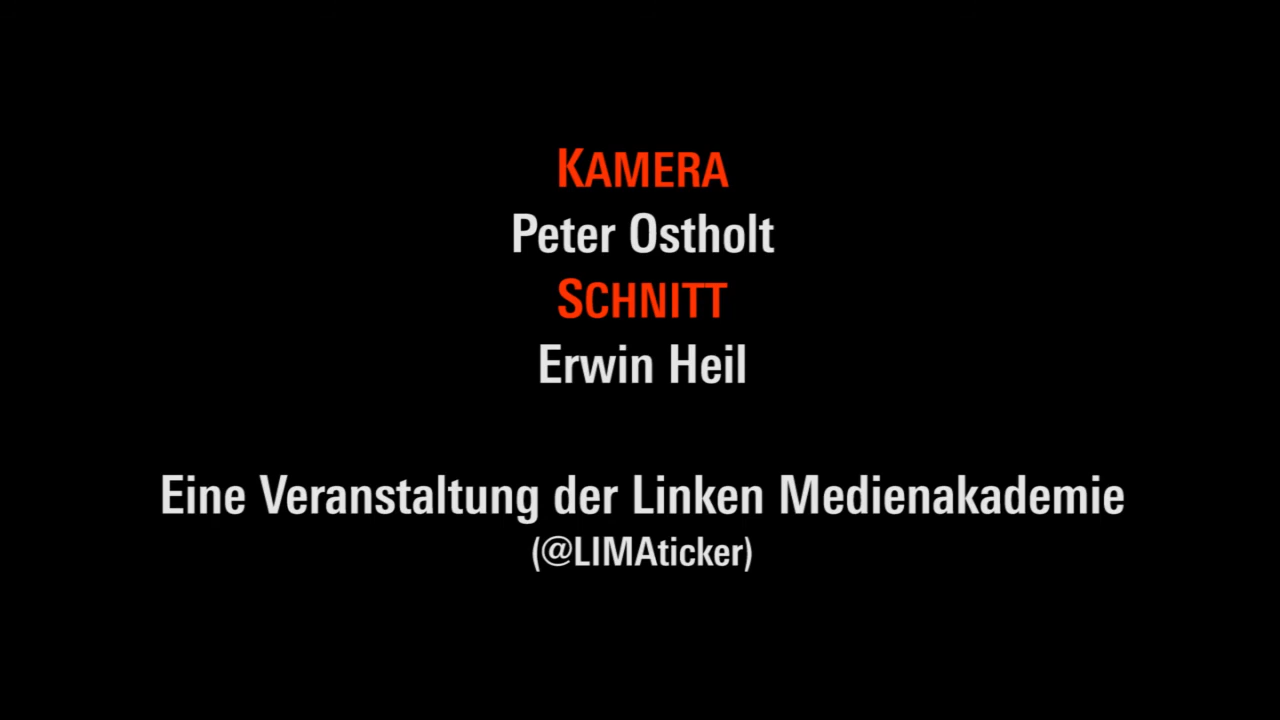 KAMERA
Peter Ostholt
SCHNITT
Erwin Heil
Eine Veranstaltung der Linken Medienakademie
(@LIMAticker)